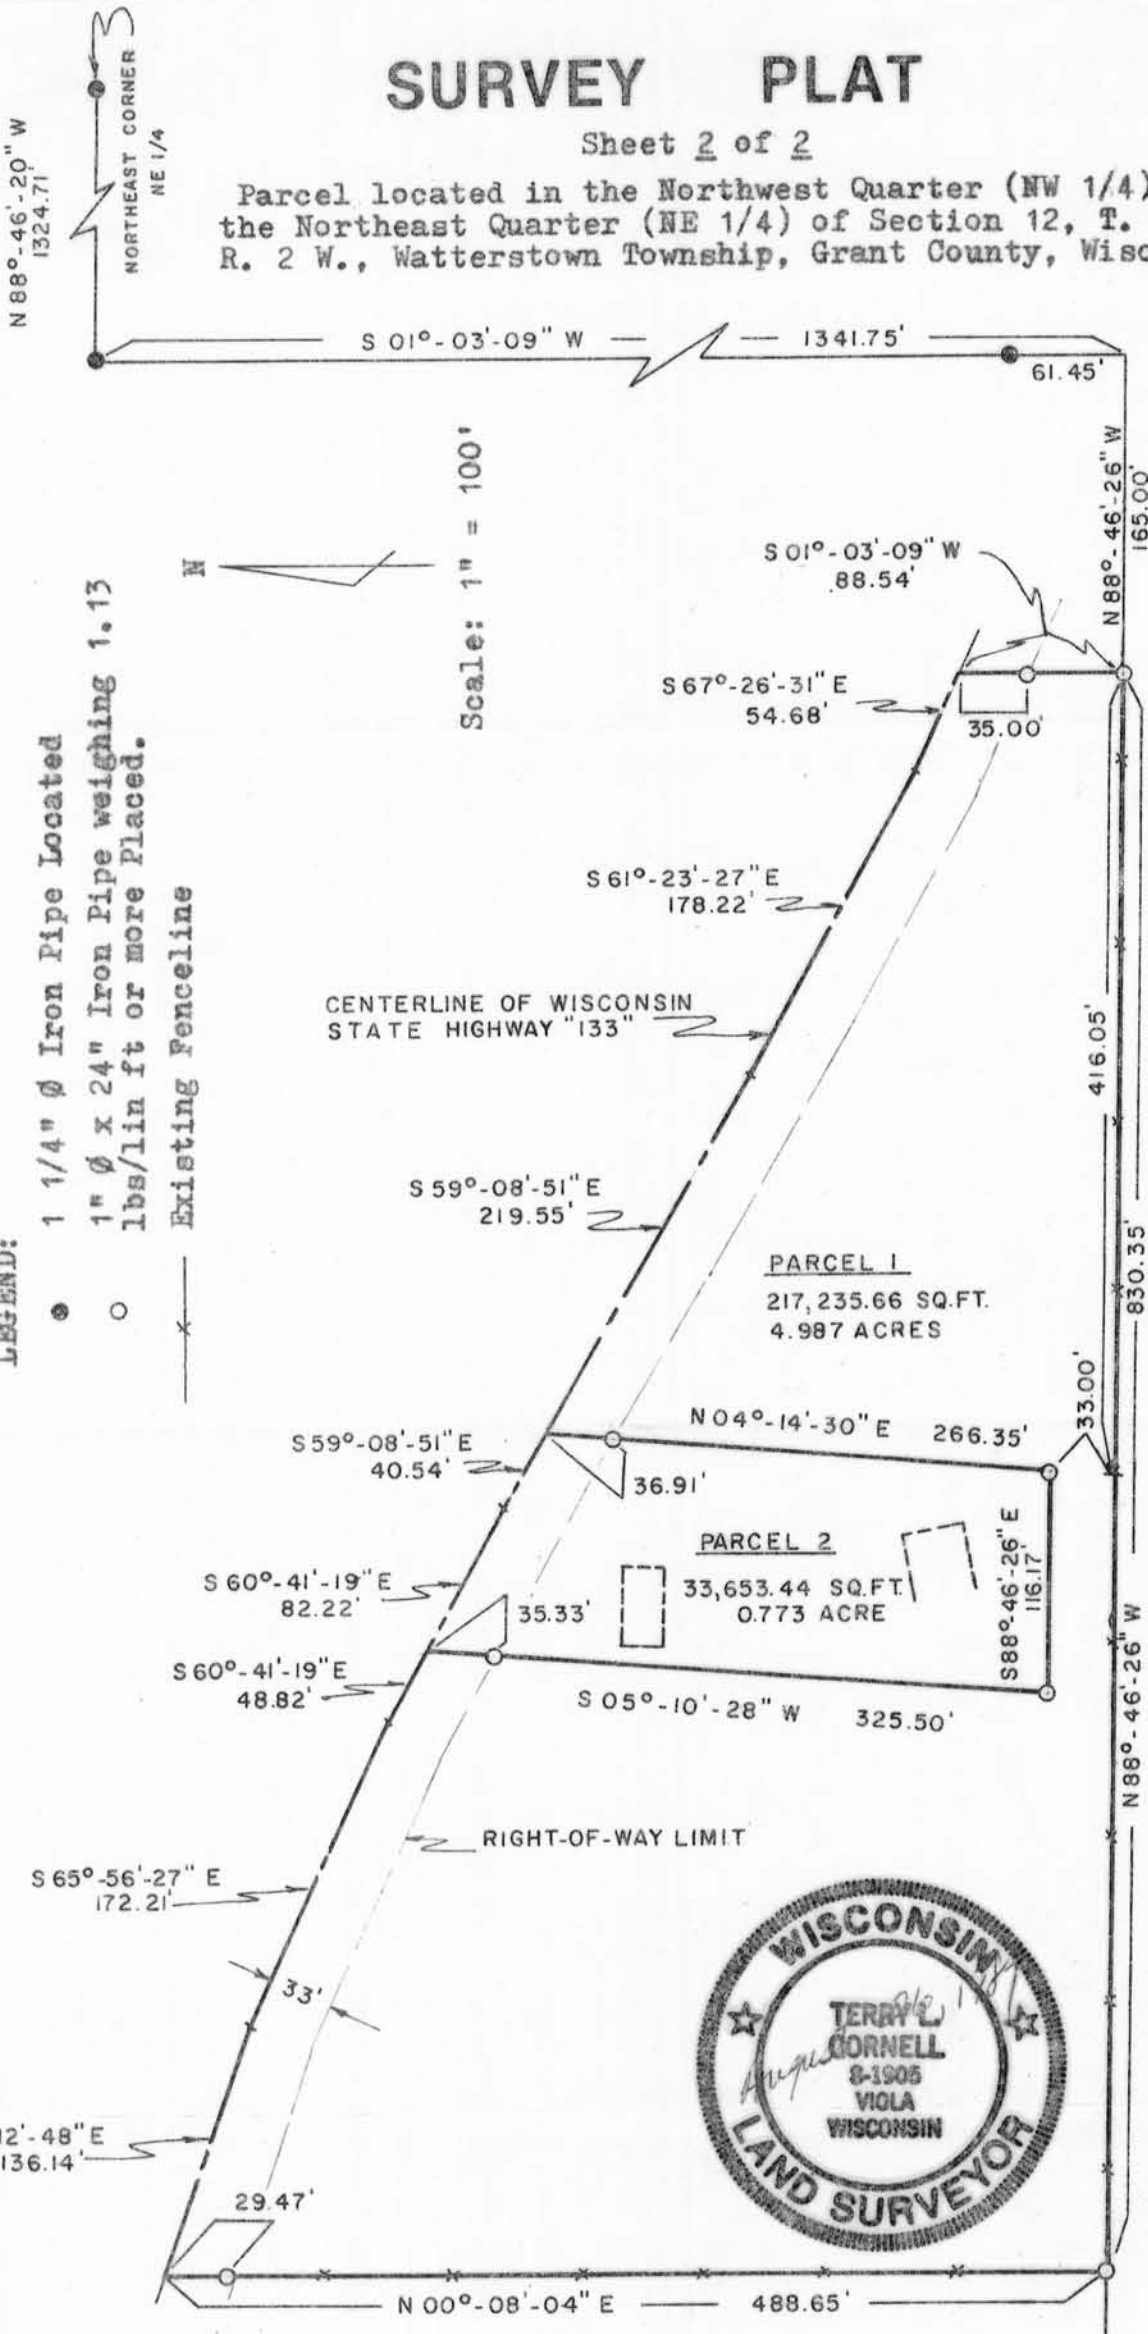 SURVEY PLAT
Sheet 2 of 2
Parcel located in the Northwest Quarter (NW 1/4)
the Northeast Quarter (NE 1/4) of Section 12, T.
R. 2 W., Watterstown Township, Grant County, Wisc
N 88°-46'-20" W
1324.71'
NORTHEAST CORNER
NE 1/4
S 01°-03'-09" W 1341.75'
61.45'
N 88°-46'-26" W
165.00'
N
Scale: 1" = 100'
S 01°-03'-09" W
88.54'
S 67°-26'-31" E
54.68'
35.00'
LEGEND:
1 1/4" Ø Iron Pipe Located
1" Ø x 24" Iron Pipe weighing 1.13
lbs/lin ft or more Placed.
Existing Fenceline
S 61°-23'-27" E
178.22'
CENTERLINE OF WISCONSIN
STATE HIGHWAY "133"
416.05'
830.35'
S 59°-08'-51" E
219.55'
PARCEL 1
217,235.66 SQ.FT.
4.987 ACRES
33.00'
N 04°-14'-30" E 266.35'
S 59°-08'-51" E
40.54'
36.91'
PARCEL 2
33,653.44 SQ.FT.
0.773 ACRE
S 88°-46'-26" E
116.17'
S 60°-41'-19" E
82.22'
35.33'
S 60°-41'-19" E
48.82'
S 05°-10'-28" W 325.50'
N 88°-46'-26" W
RIGHT-OF-WAY LIMIT
S 65°-56'-27" E
172.21'
33'
WISCONSIN
TERRY L.
CORNELL
S-1905
VIOLA
WISCONSIN
LAND SURVEYOR
12'-48" E
136.14'
29.47'
N 00°-08'-04" E 488.65'